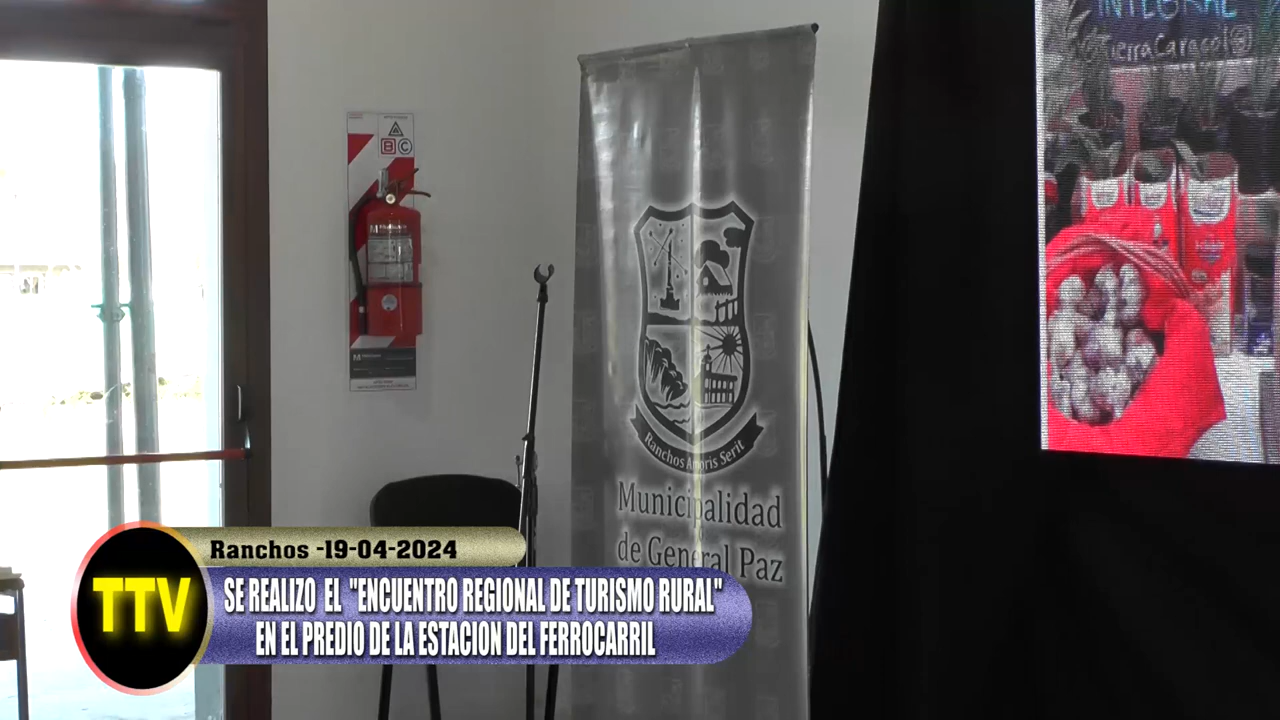 INTEGRAL
B C
Ranchos Amoris Serit
Municipalidad
de General Paz
Ranchos -19-04-2024
TTV
SE REALIZO EL "ENCUENTRO REGIONAL DE TURISMO RURAL"
EN EL PREDIO DE LA ESTACION DEL FERROCARRIL